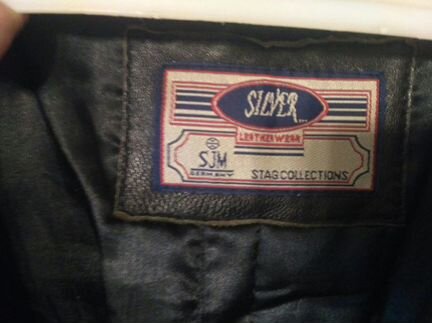 SILVER...
LEATHERWEAR
SJM
GERMANY
STAG COLLECTIONS